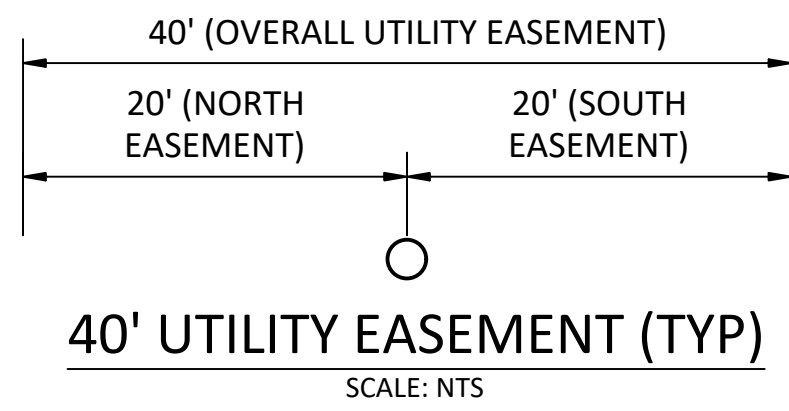 40' (OVERALL UTILITY EASEMENT)
20' (NORTH
EASEMENT)
20' (SOUTH
EASEMENT)
40' UTILITY EASEMENT (TYP)
SCALE: NTS